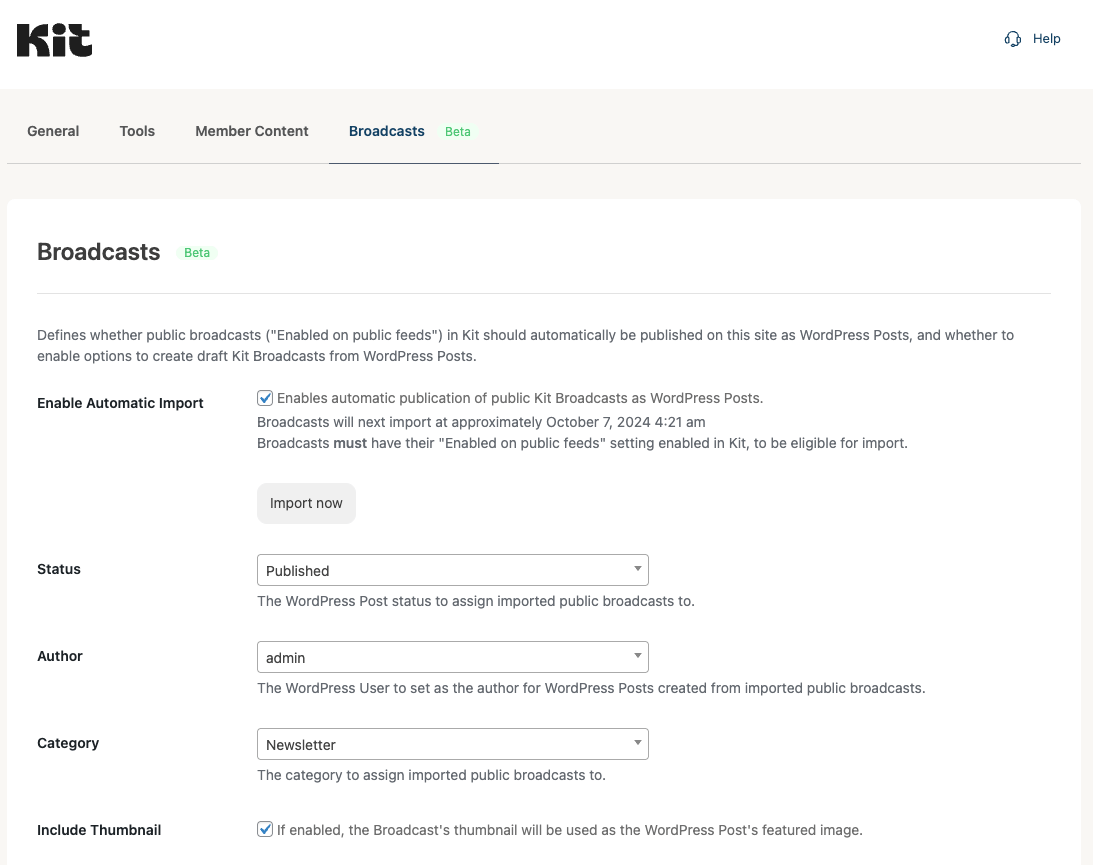 Kit
Help
General Tools Member Content Broadcasts Beta
Broadcasts Beta
Defines whether public broadcasts ("Enabled on public feeds") in Kit should automatically be published on this site as WordPress Posts, and whether to
enable options to create draft Kit Broadcasts from WordPress Posts.
Enable Automatic Import
Enables automatic publication of public Kit Broadcasts as WordPress Posts.
Broadcasts will next import at approximately October 7, 2024 4:21 am
Broadcasts must have their "Enabled on public feeds" setting enabled in Kit, to be eligible for import.
Import now
Status
Published
The WordPress Post status to assign imported public broadcasts to.
Author
admin
The WordPress User to set as the author for WordPress Posts created from imported public broadcasts.
Category
Newsletter
The category to assign imported public broadcasts to.
Include Thumbnail
If enabled, the Broadcast's thumbnail will be used as the WordPress Post's featured image.